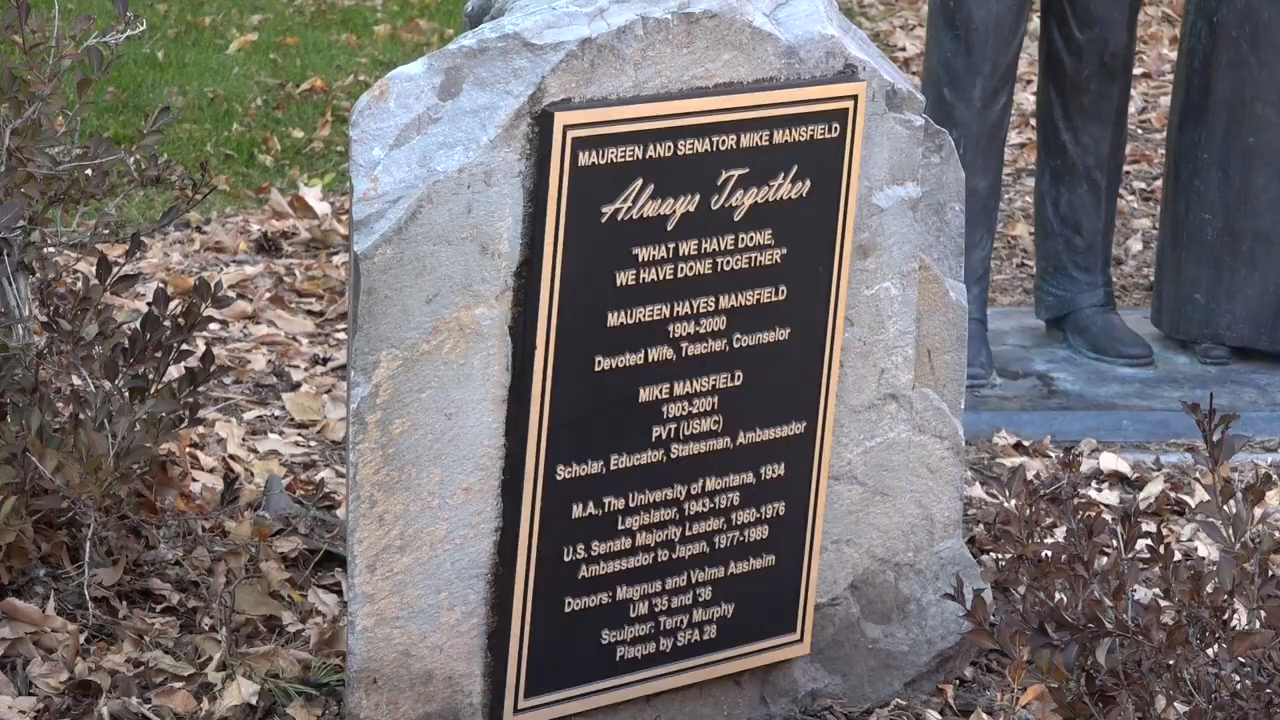 MAUREEN AND SENATOR MIKE MANSFIELD
Always Together
"WHAT WE HAVE DONE,
WE HAVE DONE TOGETHER"
MAUREEN HAYES MANSFIELD
1904-2000
Devoted Wife, Teacher, Counselor
MIKE MANSFIELD
1903-2001
PVT (USMC)
Scholar, Educator, Statesman, Ambassador
M.A., The University of Montana, 1934
Legislator, 1943-1976
U.S. Senate Majority Leader, 1960-1976
Ambassador to Japan, 1977-1989
Donors: Magnus and Velma Aasheim
UM '35 and '36
Sculptor: Terry Murphy
Plaque by SFA 28